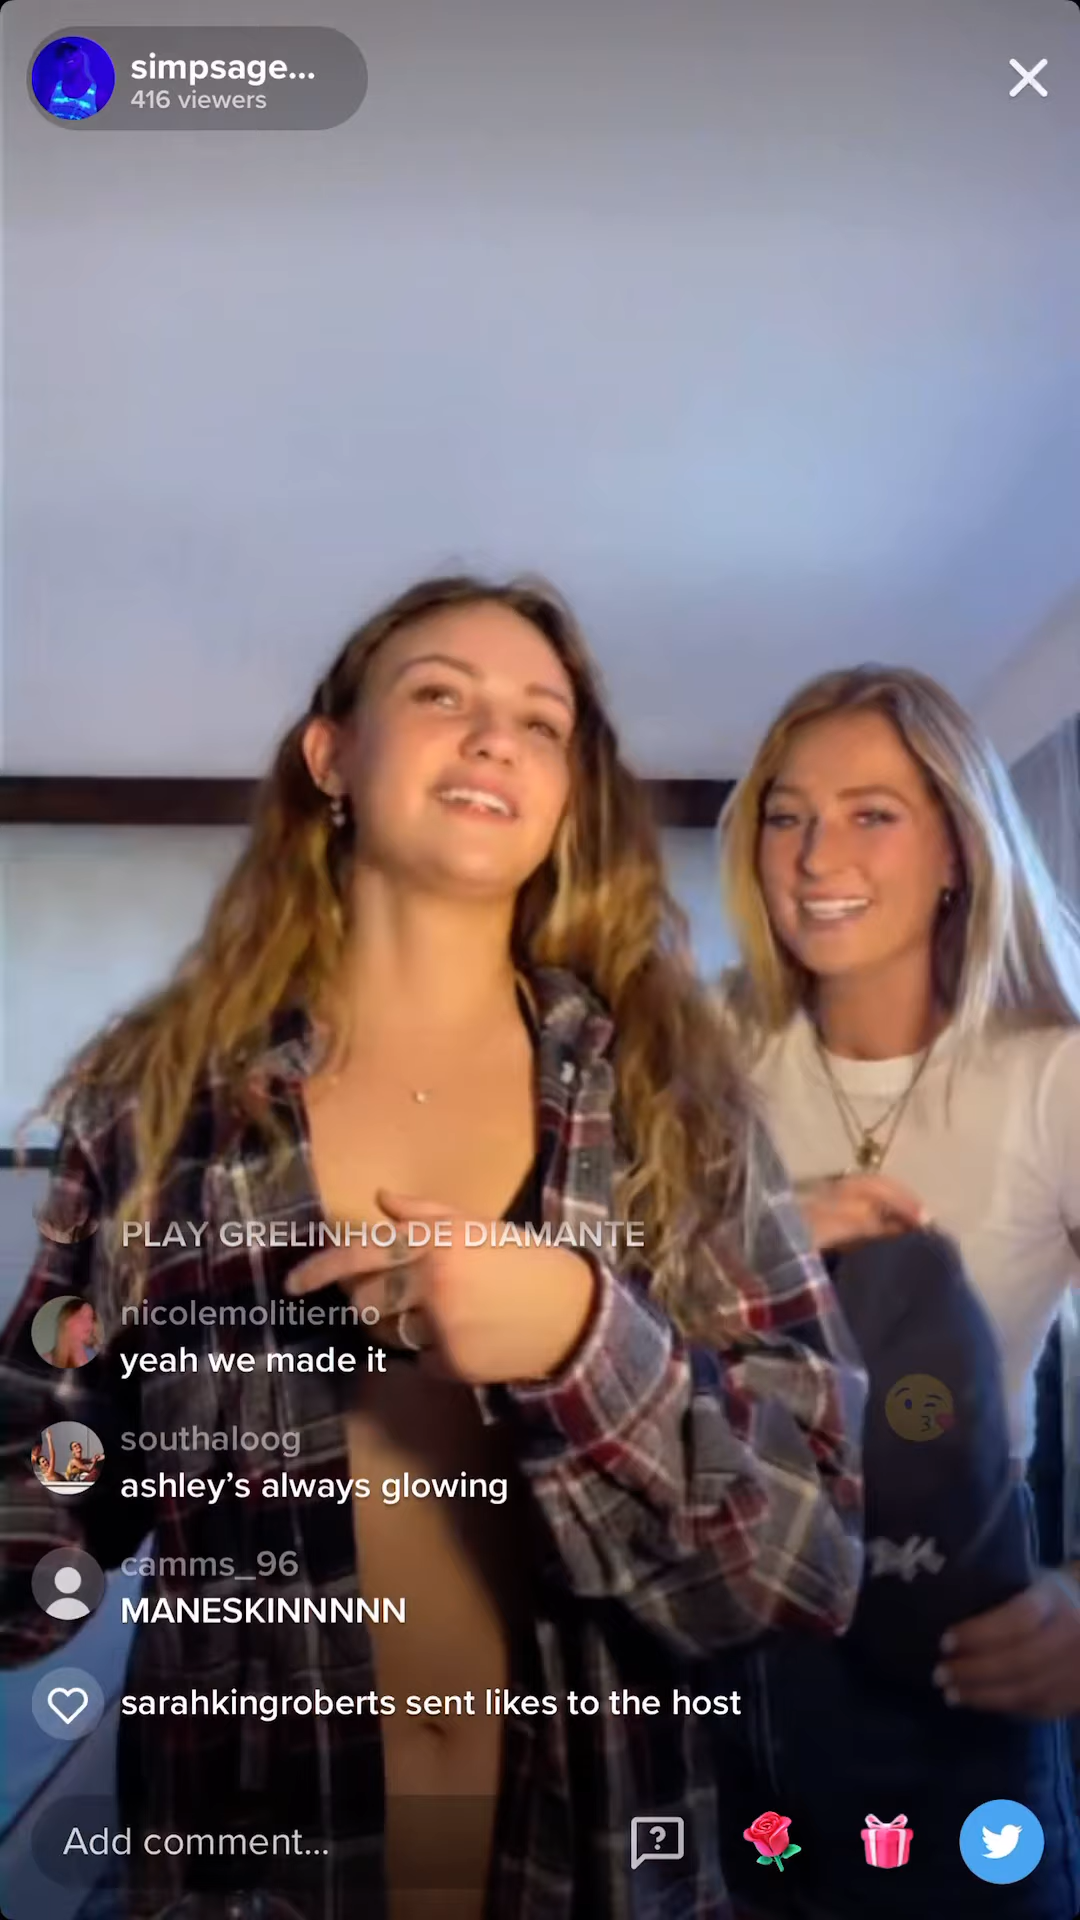 simpsage...
416 viewers
PLAY GRELINHO DE DIAMANTE
nicolemolitierno
yeah we made it
southaloog
ashley’s always glowing
camms_96
MANESKINNNNN
sarahkingroberts sent likes to the host
Add comment...